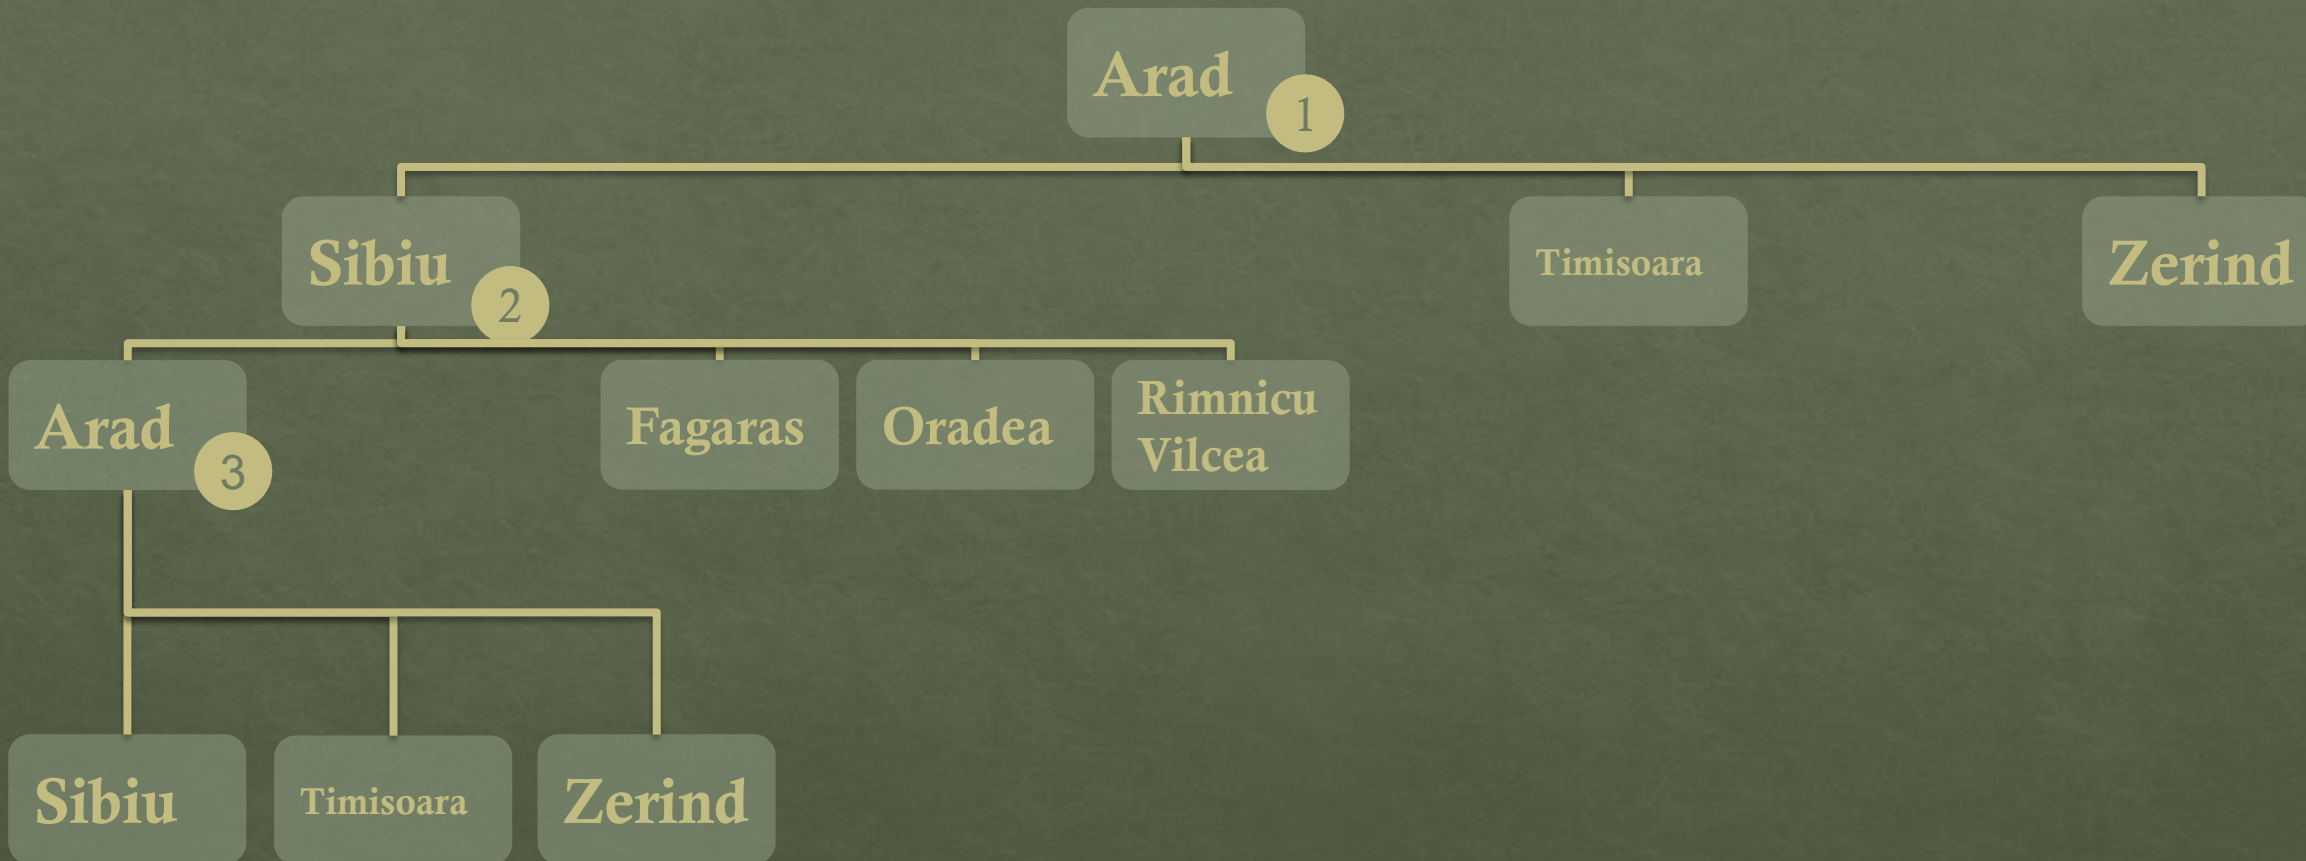 Arad
1
Sibiu
2
Timisoara
Zerind
Arad
3
Fagaras
Oradea
Rimnicu
Vilcea
Sibiu
Timisoara
Zerind